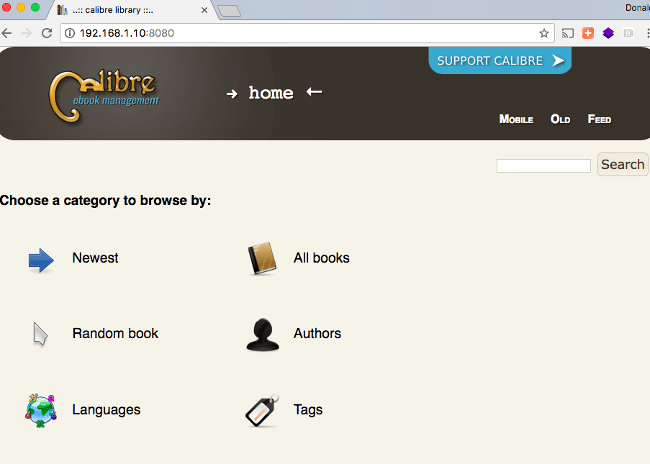 ..:: calibre library ::..
Donal
192.168.1.10:8080
SUPPORT CALIBRE
Calibre
ebook management
→ home ←
Mobile Old Feed
Search
Choose a category to browse by:
Newest All books
Random book Authors
Languages Tags